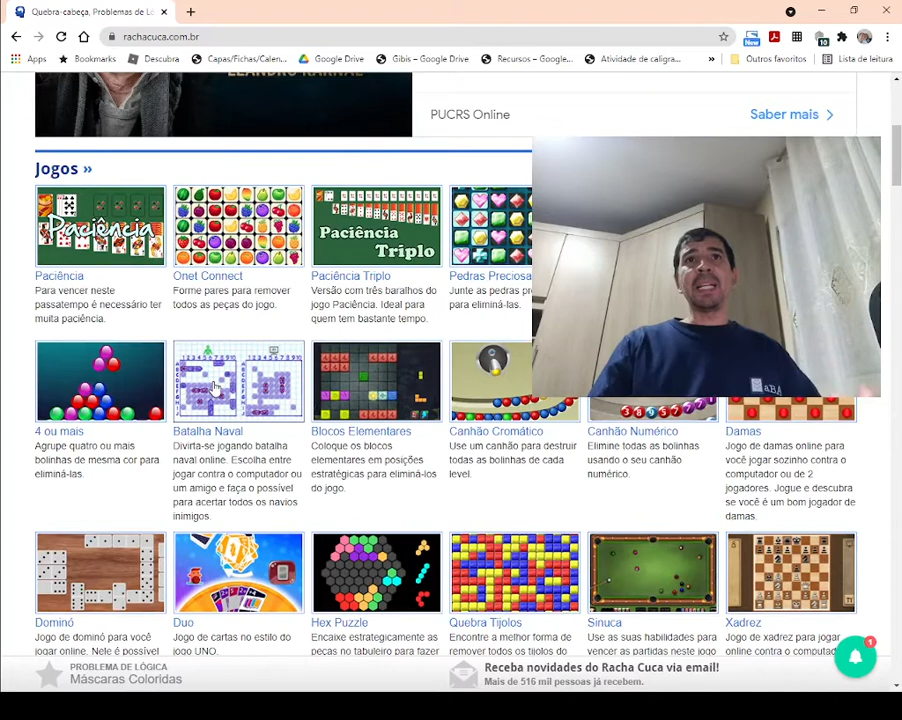 Quebra-cabeça, Problemas de Lo
rachacuca.com.br
New
10
Apps
Bookmarks
Descubra
Capas/Fichas/Calen...
Google Drive
Gibis – Google Drive
Recursos – Google...
Atividade de caligra...
»
Outros favoritos
Lista de leitura
LEANDRO KARNAL
PUCRS Online
Saber mais
Jogos »
Paciência
Paciência
Triplo
Paciência
Para vencer neste
passatempo é necessário ter
muita paciência.
Onet Connect
Forme pares para remover
todos as peças do jogo.
Paciência Triplo
Versão com três baralhos do
jogo Paciência. Ideal para
quem tem bastante tempo.
Pedras Preciosa
Junte as pedras pr
para eliminá-las.
4 ou mais
Agrupe quatro ou mais
bolinhas de mesma cor para
eliminá-las.
Batalha Naval
Divirta-se jogando batalha
naval online. Escolha entre
jogar contra o computador ou
um amigo e faça o possível
para acertar todos os navios
inimigos.
Blocos Elementares
Coloque os blocos
elementares em posições
estratégicas para eliminá-los
do jogo.
Canhão Cromático
Use um canhão para destruir
todas as bolinhas de cada
level.
Canhão Numérico
Elimine todas as bolinhas
usando o seu canhão
numérico.
Damas
Jogo de damas online para
você jogar sozinho contra o
computador ou de 2
jogadores. Jogue e descubra
se você é um bom jogador de
damas.
aBA
Dominó
Jogo de dominó para você
jogar online. Nele é possível
Duo
Jogo de cartas no estilo do
jogo UNO.
Hex Puzzle
Encaixe estrategicamente as
peças no tabuleiro para fazer
Quebra Tijolos
Encontre a melhor forma de
remover todos os tijolos do
Sinuca
Use as suas habilidades para
vencer as partidas neste jogo
Xadrez
Jogo de xadrez para jogar
online contra o computador
1
PROBLEMA DE LÓGICA
Máscaras Coloridas
Receba novidades do Racha Cuca via email!
Mais de 516 mil pessoas já recebem.